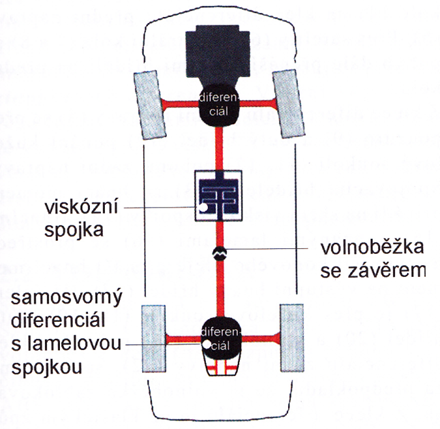 diferen-
ciál
viskózní
spojka
volnoběžka
se závěrem
samosvorný
diferenciál
s lamelovou
spojkou
diferen-
ciál